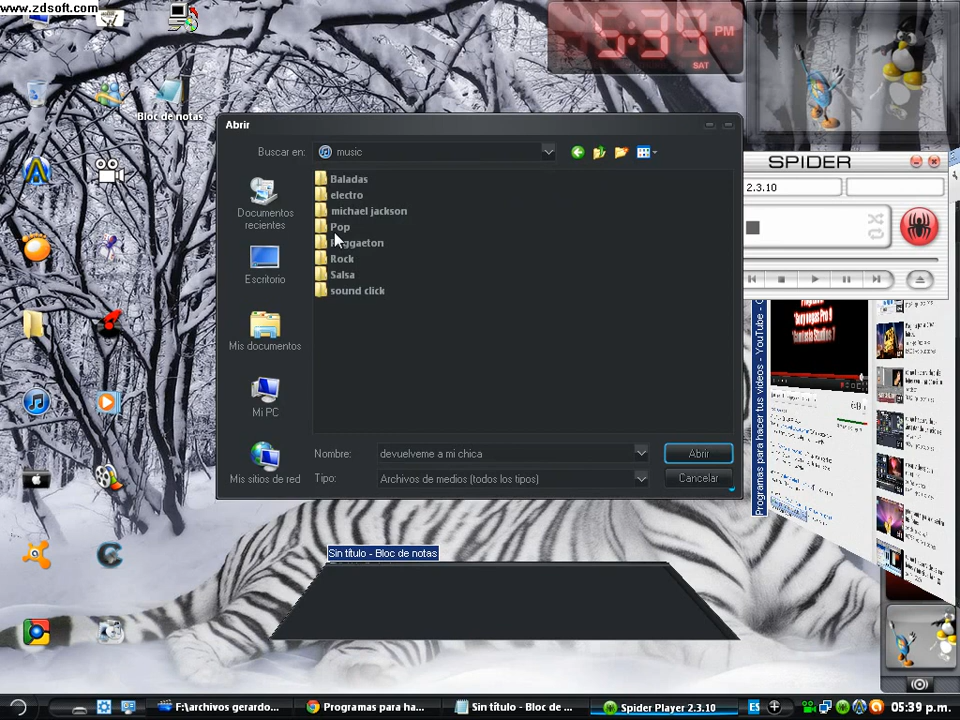 www.zdsoft.com
5:39 PM
SAT
Bloc de notas
Abrir
Buscar en: music
Baladas
electro
michael jackson
Pop
Reggaeton
Rock
Salsa
sound click
Documentos recientes
Escritorio
Mis documentos
Mi PC
Mis sitios de red
Nombre: devuelveme a mi chica Abrir
Tipo: Archivos de medios (todos los tipos) Cancelar
SPIDER
2.3.10
Programas para hacer tus videos - YouTube -
Sin título - Bloc de notas
F:\archivos gerardo...
Programas para ha...
Sin título - Bloc de ...
Spider Player 2.3.10
ES
05:39 p.m.